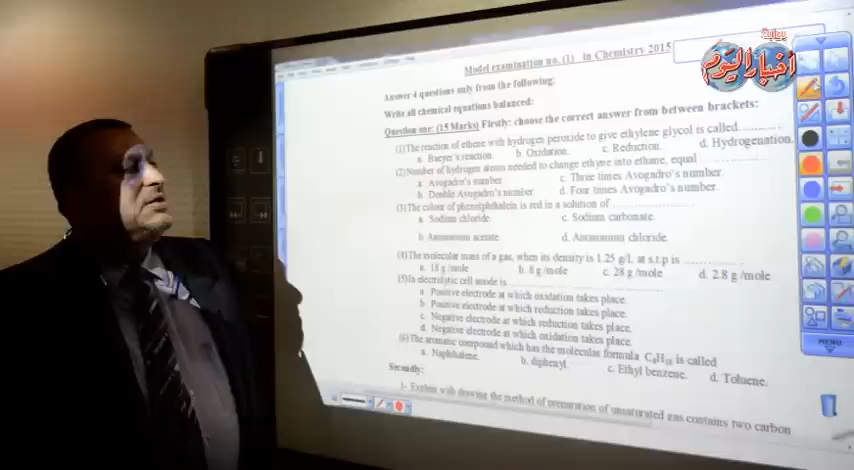 بوابة
أخبار اليوم
Model examination no. (1) in Chemistry 2015
Answer 4 questions only from the following:
Write all chemical equations balanced:
Question one: (15 Marks) Firstly: choose the correct answer from between brackets:
(1)The reaction of ethene with hydrogen peroxide to give ethylene glycol is called............
a. Baeyer's reaction. b. Oxidation. c. Reduction. d. Hydrogenation.
(2)Number of hydrogen atoms needed to change ethyne into ethane, equal ...............
a. Avogadro's number c. Three times Avogadro's number
b. Double Avogadro's number d. Four times Avogadro's number.
(3)The colour of phenolphthalein is red in a solution of .....................
a. Sodium chloride. c. Sodium carbonate.
b. Ammonium acetate. d. Ammonium chloride.
(4)The molecular mass of a gas, when its density is 1.25 g/L at s.t.p is ...............
a. 18 g /mole b. 8 g/mole c. 28 g/mole d. 2.8 g /mole
(5)In electrolytic cell anode is ........................................
a. Positive electrode at which oxidation takes place.
b. Positive electrode at which reduction takes place.
c. Negative electrode at which reduction takes place.
d. Negative electrode at which oxidation takes place.
(6)The aromatic compound which has the molecular formula C₈H₁₀ is called
a. Naphthalene. b. diphenyl. c. Ethyl benzene. d. Toluene.
Secondly:
1- Explain with drawing the method of preparation of unsaturated gas contains two carbon
MENU